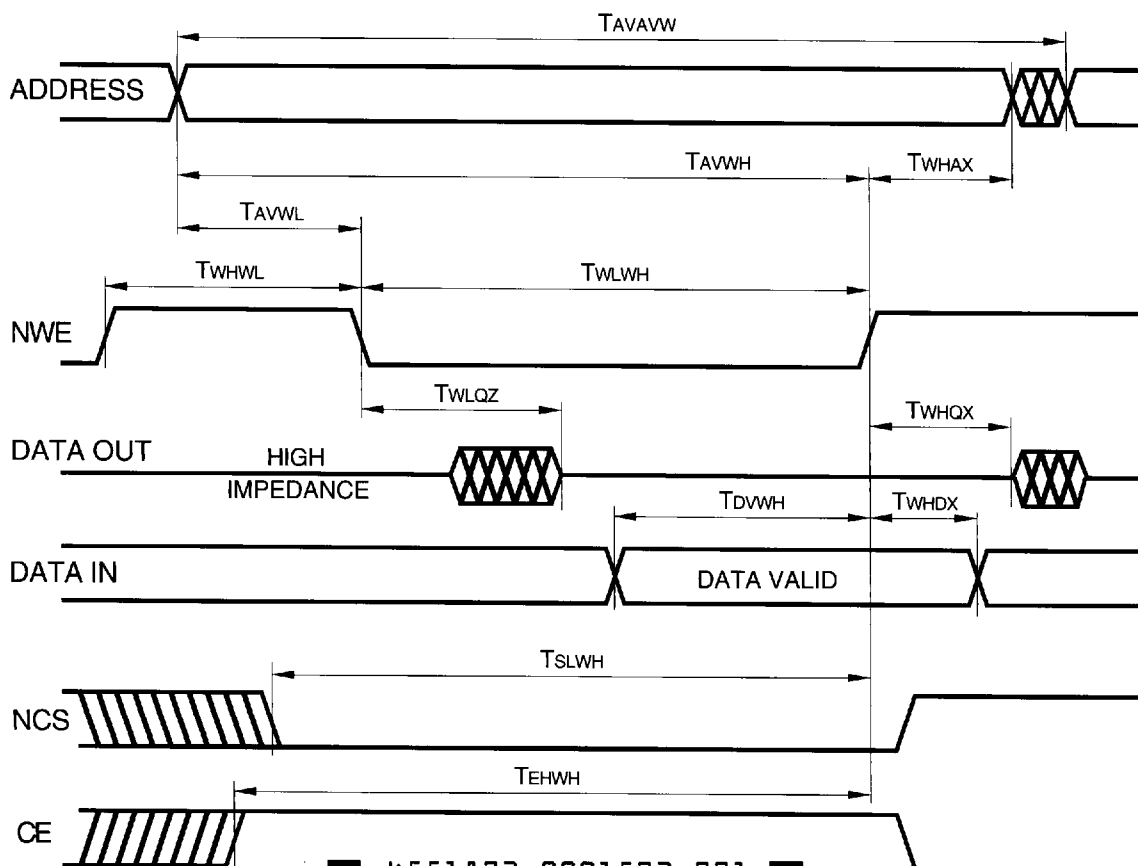 TAVAVW
ADDRESS
TAVWH
TWHAX
TAVWL
TWHWL
TWLWH
NWE
TWLQZ
TWHQX
DATA OUT
HIGH
IMPEDANCE
TDVWH
TWHDX
DATA IN
DATA VALID
TSLWH
NCS
TEHWH
CE